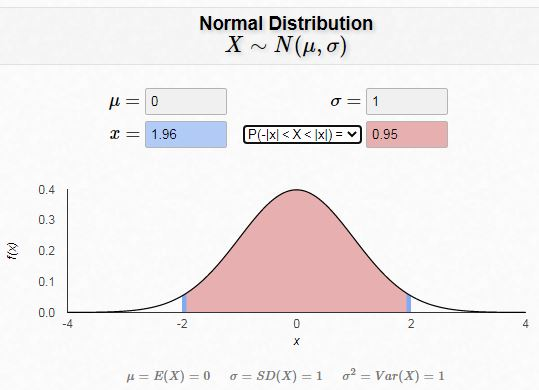 Normal Distribution
X ∼ N(μ, σ)
μ = 0 σ = 1
x = 1.96 P(-|x| < X < |x|) = 0.95
0.4
0.3
0.2
0.1
0.0
f(x)
-4 -2 0 2 4
x
μ = E(X) = 0 σ = SD(X) = 1 σ² = Var(X) = 1